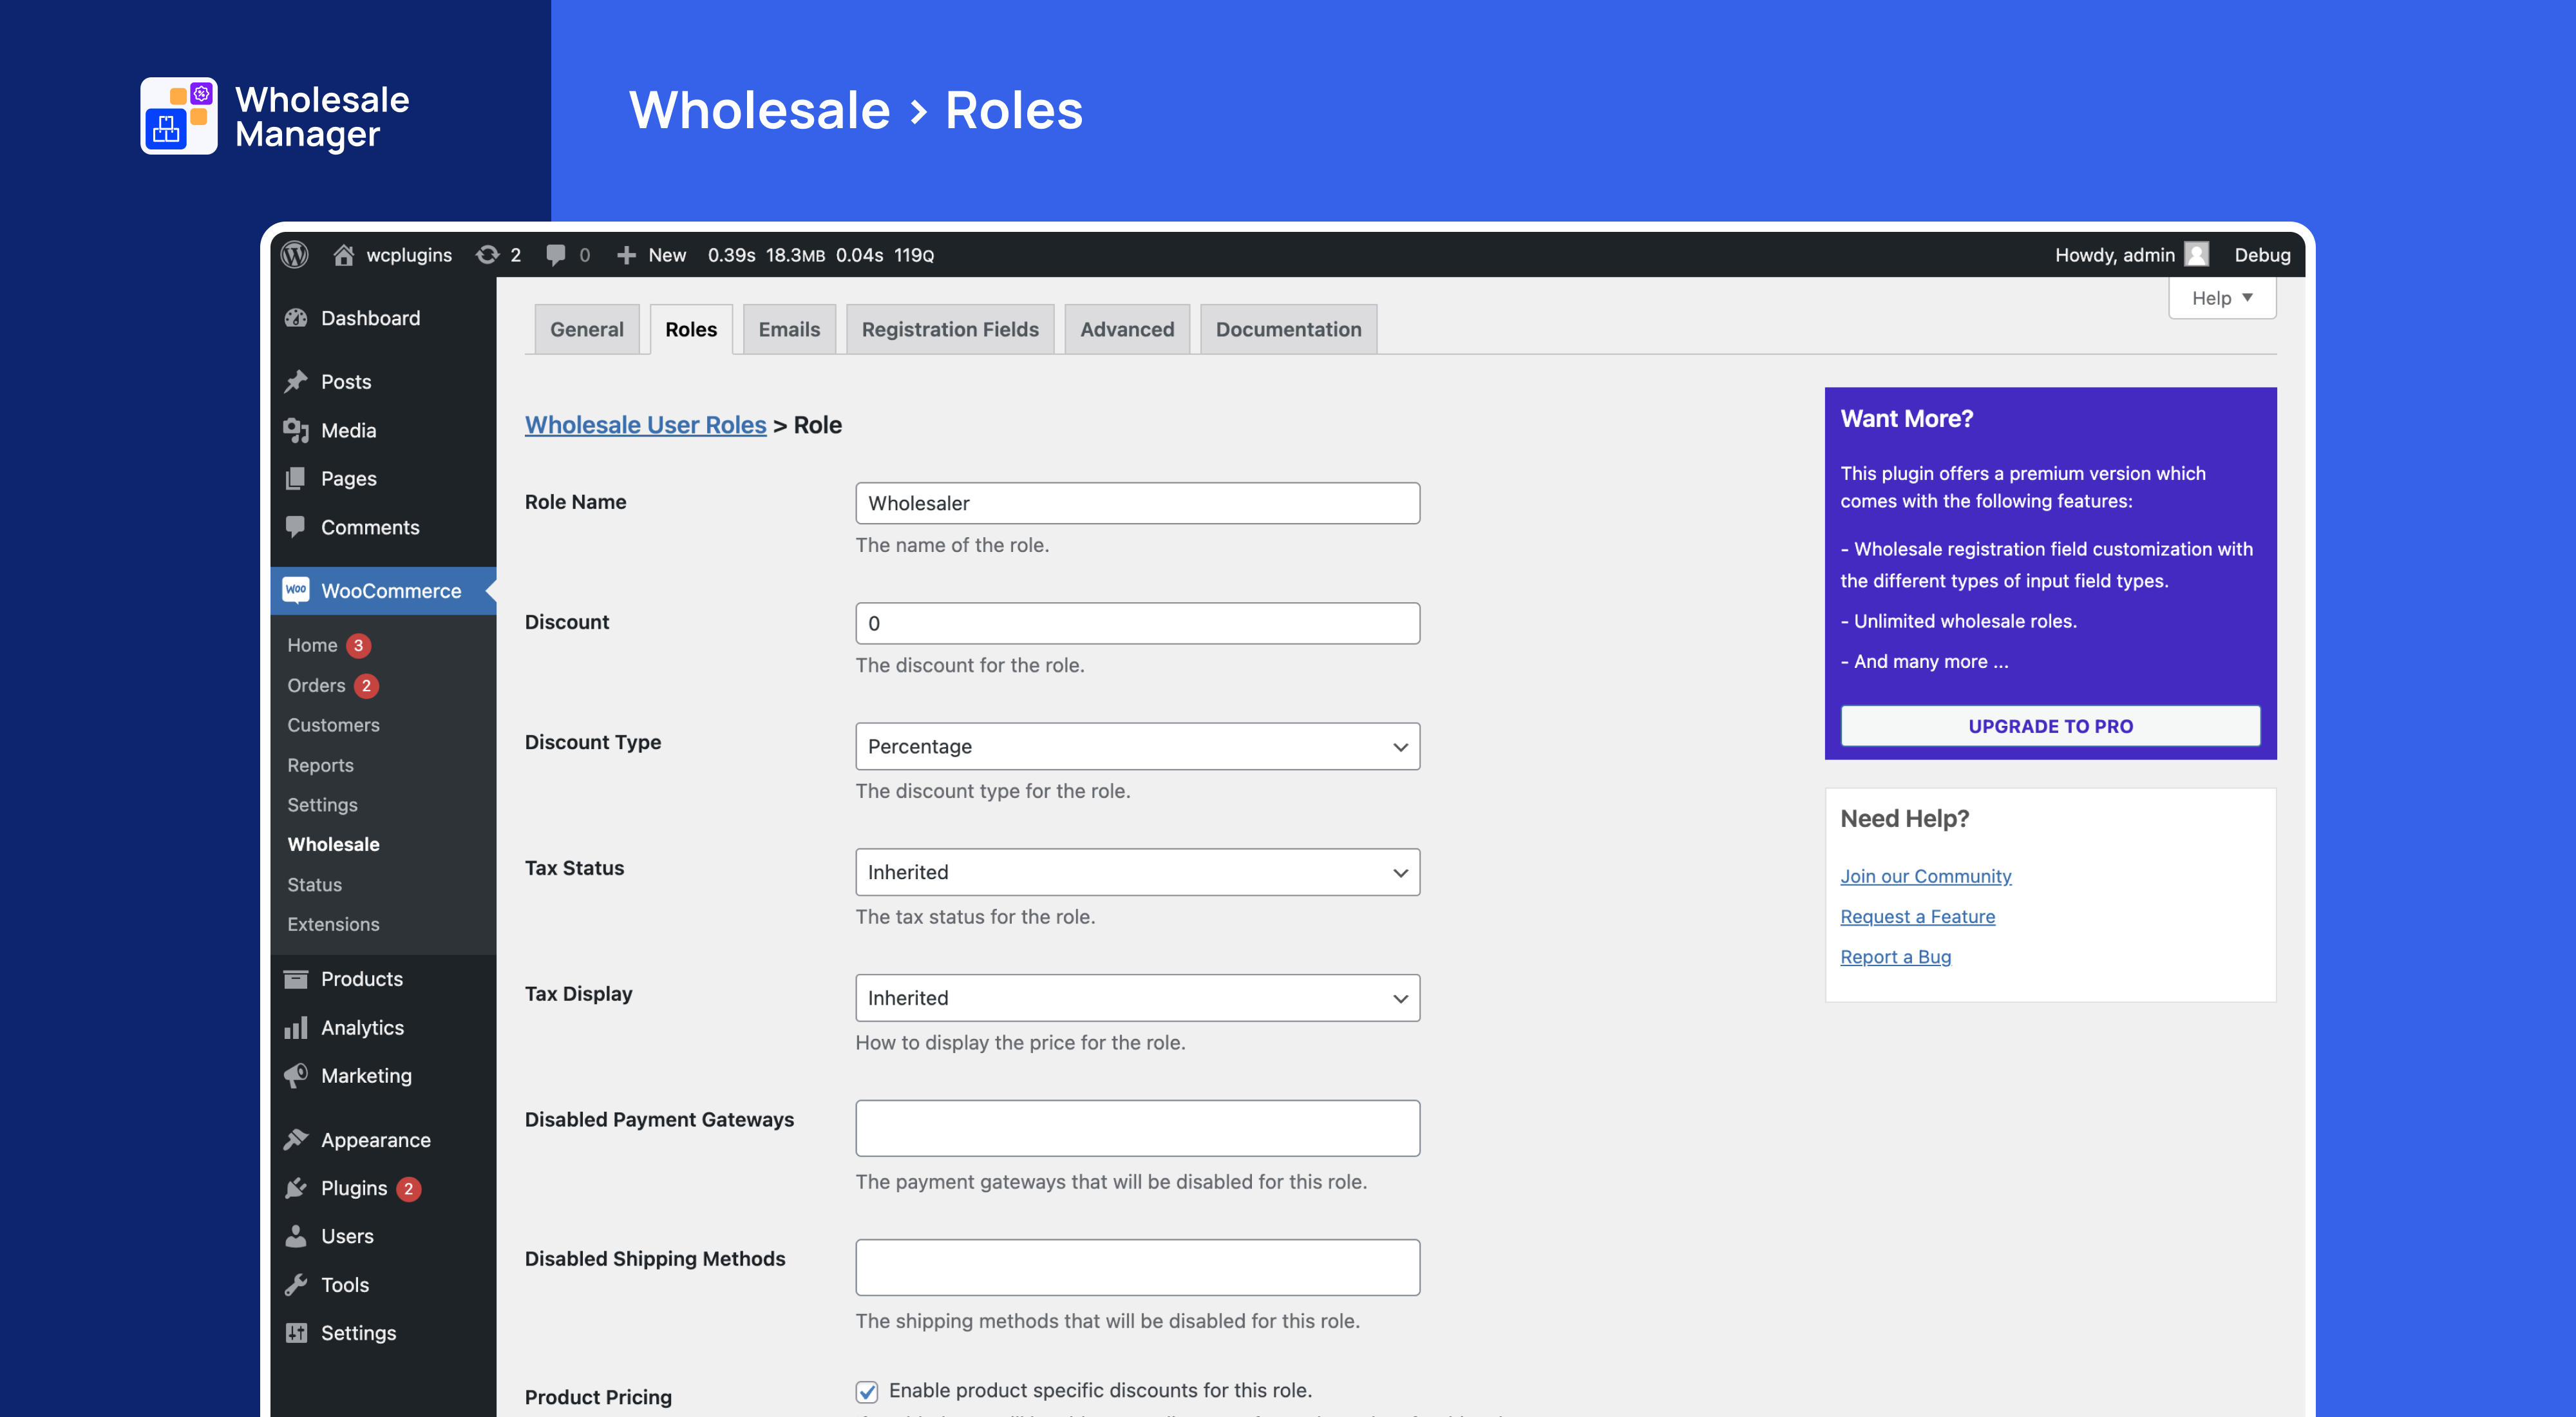 Wholesale
Manager
Wholesale > Roles
wcplugins 2 0 New 0.39s 18.3MB 0.04s 119Q Howdy, admin Debug
Help
General Roles Emails Registration Fields Advanced Documentation
Dashboard
Posts
Media
Pages
Comments
Woo WooCommerce
Home 3
Orders 2
Customers
Reports
Settings
Wholesale
Status
Extensions
Products
Analytics
Marketing
Appearance
Plugins 2
Users
Tools
Settings
Wholesale User Roles > Role
Role Name
Wholesaler
The name of the role.
Discount
0
The discount for the role.
Discount Type
Percentage
The discount type for the role.
Tax Status
Inherited
The tax status for the role.
Tax Display
Inherited
How to display the price for the role.
Disabled Payment Gateways
The payment gateways that will be disabled for this role.
Disabled Shipping Methods
The shipping methods that will be disabled for this role.
Product Pricing
Enable product specific discounts for this role.
Want More?
This plugin offers a premium version which
comes with the following features:
- Wholesale registration field customization with
the different types of input field types.
- Unlimited wholesale roles.
- And many more ...
UPGRADE TO PRO
Need Help?
Join our Community
Request a Feature
Report a Bug